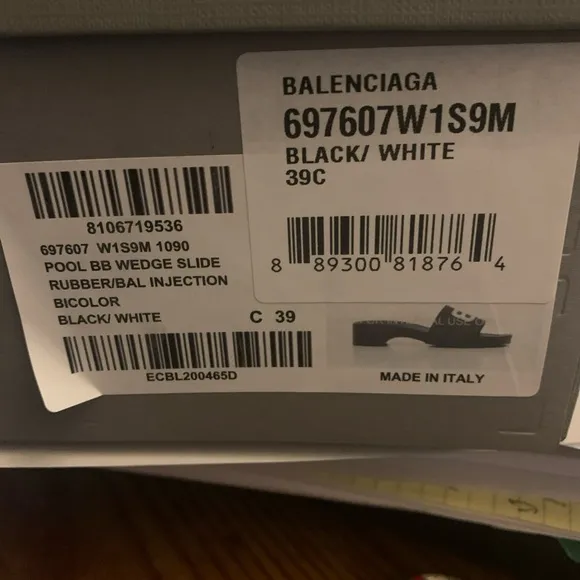 BALENCIAGA
697607W1S9M
BLACK/ WHITE
39C
8 89300 81876 4
8106719536
697607 W1S9M 1090
POOL BB WEDGE SLIDE
RUBBER/BAL INJECTION
BICOLOR
BLACK/ WHITE C 39
ECBL200465D
MADE IN ITALY